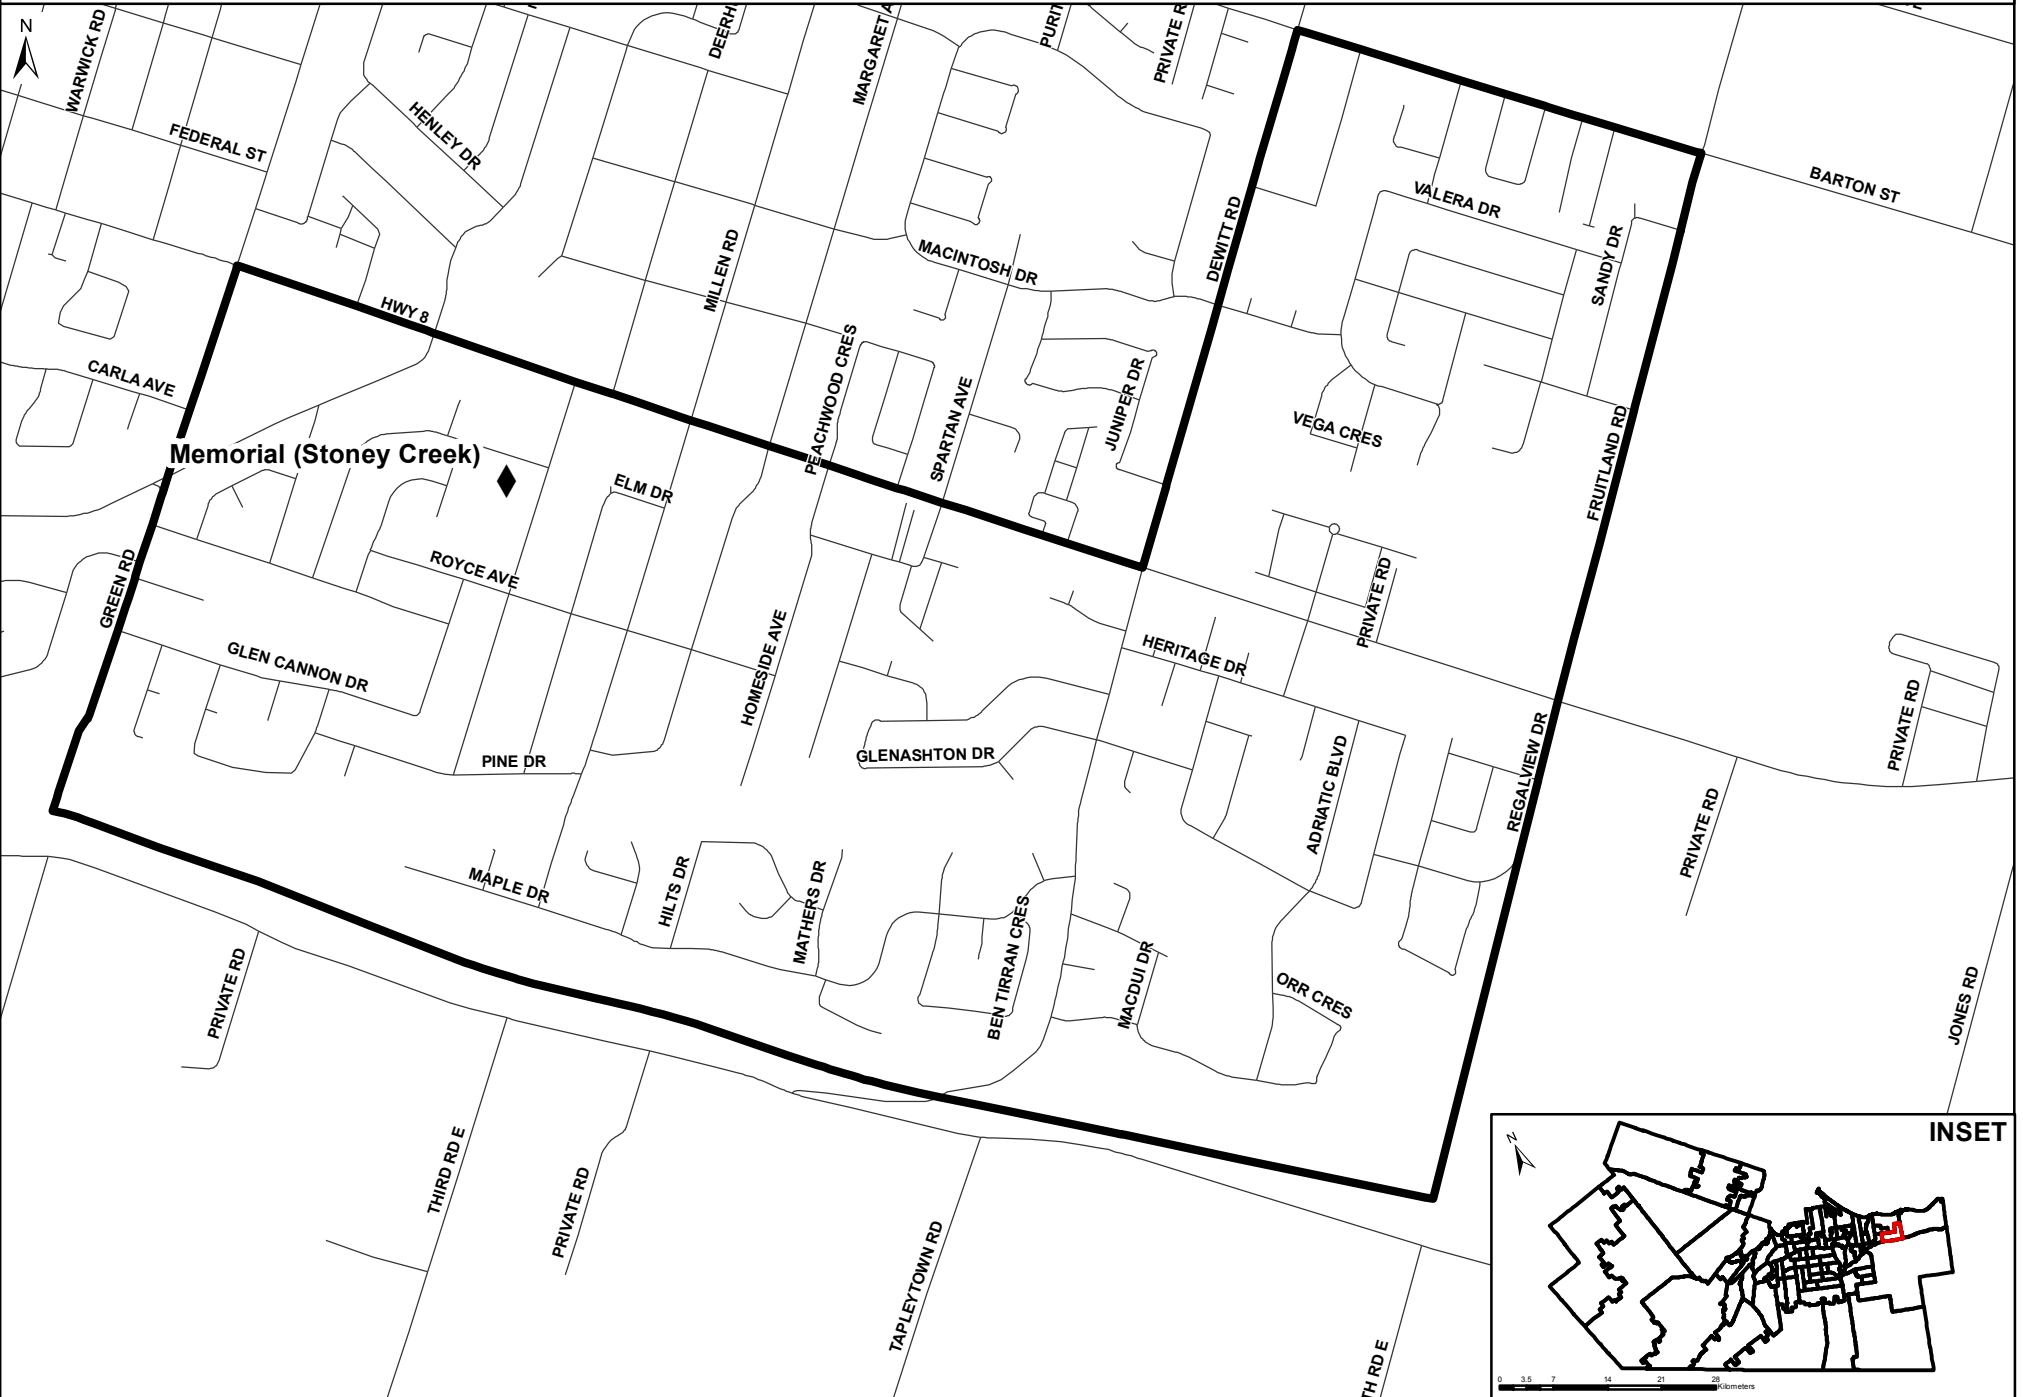 N
WARWICK RD
MARGARET A
PRIVATE R
FEDERAL ST
HENLEY DR
BARTON ST
VALERA DR
DEWITT RD
SANDY DR
MILLEN RD
MACINTOSH DR
HWY 8
CARLA AVE
PEACHWOOD CRES
SPARTAN AVE
JUNIPER DR
VEGA CRES
FRUITLAND RD
Memorial (Stoney Creek)
ELM DR
ROYCE AVE
GREEN RD
PRIVATE RD
HOMESIDE AVE
HERITAGE DR
GLEN CANNON DR
PRIVATE RD
REGALVIEW DR
PINE DR
GLENASHTON DR
ADRIATIC BLVD
PRIVATE RD
MAPLE DR
HILTS DR
MATHERS DR
BEN TIRRAN CRES
MACDUI DR
ORR CRES
PRIVATE RD
JONES RD
THIRD RD E
PRIVATE RD
TAPLEYTOWN RD
TH RD E
INSET
N
0 3.5 7 14 21 28
Kilometers